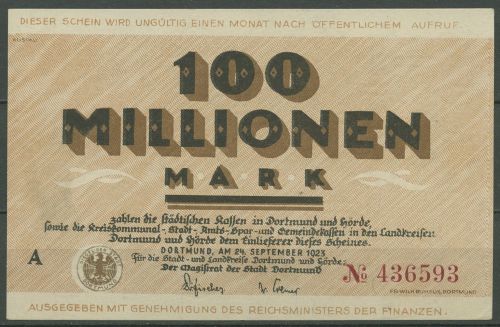 DIESER SCHEIN WIRD UNGÜLTIG EINEN MONAT NACH ÖFFENTLICHEM AUFRUF.
100
MILLIONEN
MARK
zahlen die städtischen Kassen in Dortmund und Hörde,
sowie die Kreiskommunal-, Stadt-, Amts-, Spar- und Gemeindekassen in den Landkreisen
Dortmund und Hörde dem Einlieferer dieses Scheines.
DORTMUND, AM 24. SEPTEMBER 1923
Für die Stadt- und Landkreise Dortmund und Hörde:
Der Magistrat der Stadt Dortmund
A
№ 436593
AUSGEGEBEN MIT GENEHMIGUNG DES REICHSMINISTERS DER FINANZEN.